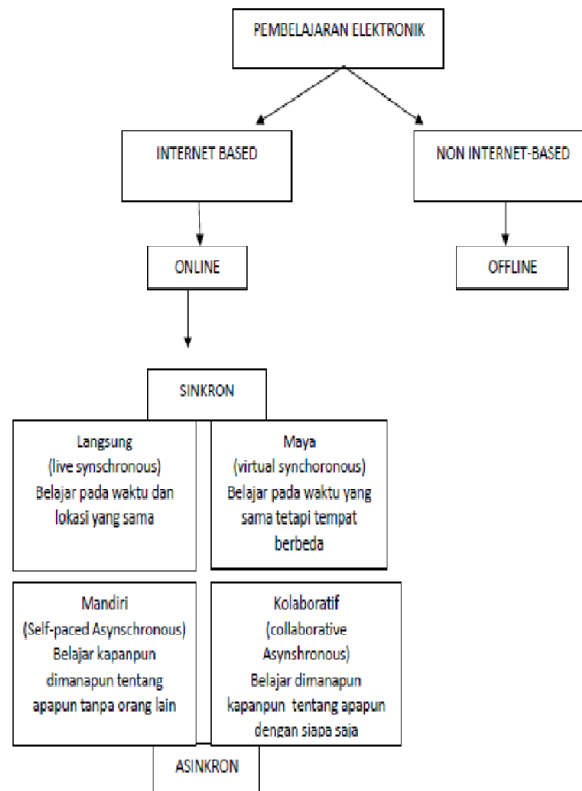 PEMBELAJARAN ELEKTRONIK
INTERNET BASED
NON INTERNET-BASED
ONLINE
OFFLINE
SINKRON
Langsung
(live synschronous)
Belajar pada waktu dan
lokasi yang sama
Maya
(virtual synchoronous)
Belajar pada waktu yang
sama tetapi tempat
berbeda
Mandiri
(Self-paced Asynschronous)
Belajar kapanpun
dimanapun tentang
apapun tanpa orang lain
Kolaboratif
(collaborative
Asynshronous)
Belajar dimanapun
kapanpun tentang apapun
dengan siapa saja
ASINKRON